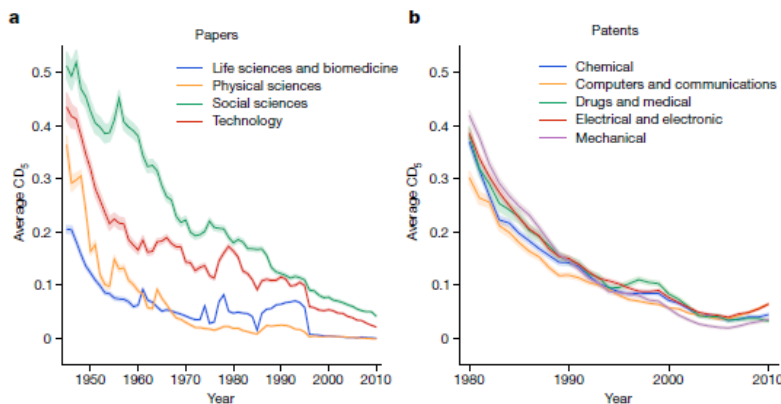 a
Papers
Life sciences and biomedicine
Physical sciences
Social sciences
Technology
Average CD5
0.5
0.4
0.3
0.2
0.1
0
1950 1960 1970 1980 1990 2000 2010
Year
b
Patents
Chemical
Computers and communications
Drugs and medical
Electrical and electronic
Mechanical
Average CD5
0.5
0.4
0.3
0.2
0.1
0
1980 1990 2000 2010
Year